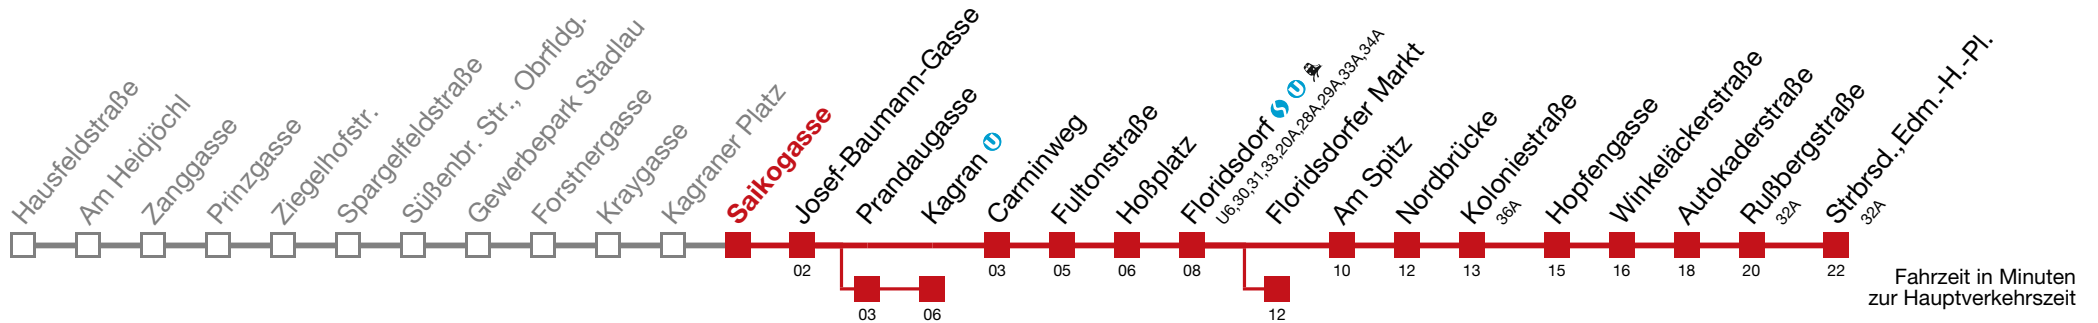 Hausfeldstraße
Am Heidjöchl
Zanggasse
Prinzgasse
Ziegelhofstr.
Spargelfeldstraße
Süßenbr. Str., Obrfldg.
Gewerbepark Stadlau
Forstnergasse
Kraygasse
Kagraner Platz
Saikogasse
Josef-Baumann-Gasse
Prandaugasse
Kagran U
Carminweg
Fultonstraße
Hoßplatz
Floridsdorf S U
U6,30,31,33,20A,28A,29A,33A,34A
Floridsdorfer Markt
Am Spitz
Nordbrücke
Koloniestraße
36A
Hopfengasse
Winkeläckerstraße
Autokaderstraße
Rußbergstraße
32A
Strbrsd.,Edm.-H.-Pl.
32A
02
03
05
06
08
10
12
13
15
16
18
20
22
03
06
12
Fahrzeit in Minuten
zur Hauptverkehrszeit